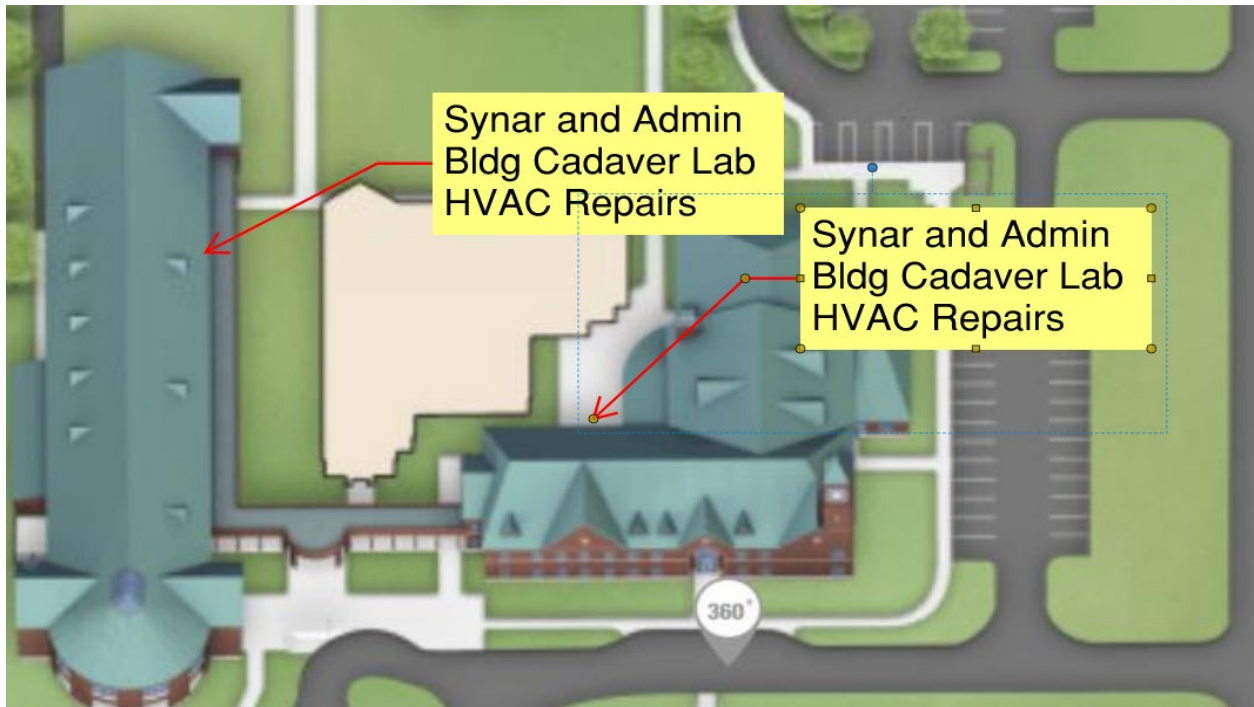 Synar and Admin
Bldg Cadaver Lab
HVAC Repairs
Synar and Admin
Bldg Cadaver Lab
HVAC Repairs
360°